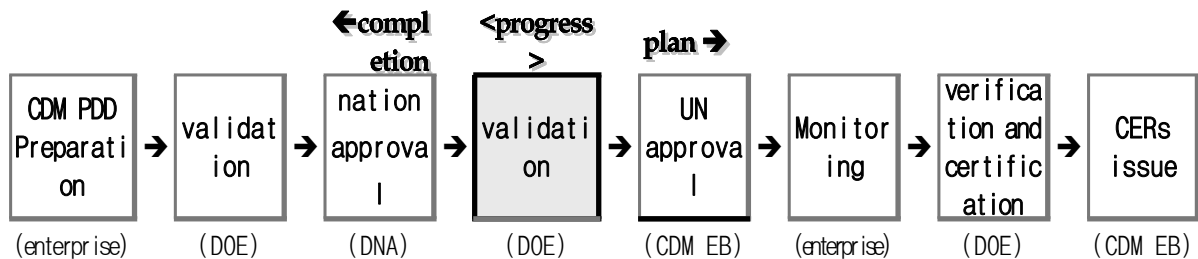 ←compl
etion
<progress
>
plan →
CDM PDD
Preparati
on
→
validat
ion
→
nation
approva
l
→
validati
on
→
UN
approva
l
→
Monitor
ing
→
verifica
tion and
certific
ation
→
CERs
issue
(enterprise)
(DOE)
(DNA)
(DOE)
(CDM EB)
(enterprise)
(DOE)
(CDM EB)